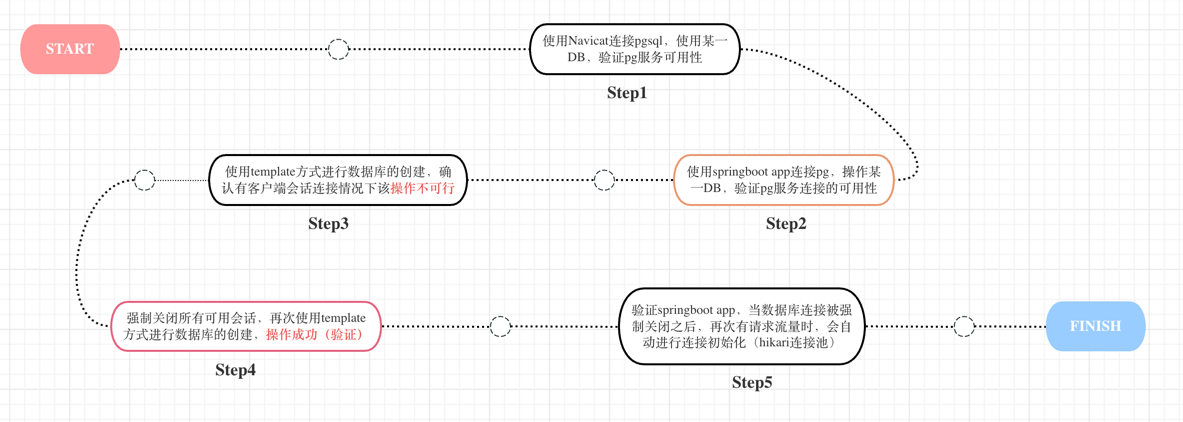 START
使用Navicat连接pgsql，使用某一
DB，验证pg服务可用性
Step1
使用springboot app连接pg，操作某
一DB，验证pg服务连接的可用性
Step2
使用template方式进行数据库的创建，确
认有客户端会话连接情况下该操作不可行
Step3
强制关闭所有可用会话，再次使用template
方式进行数据库的创建，操作成功（验证）
Step4
验证springboot app，当数据库连接被强
制关闭之后，再次有请求流量时，会自
动进行连接初始化（hikari连接池）
Step5
FINISH